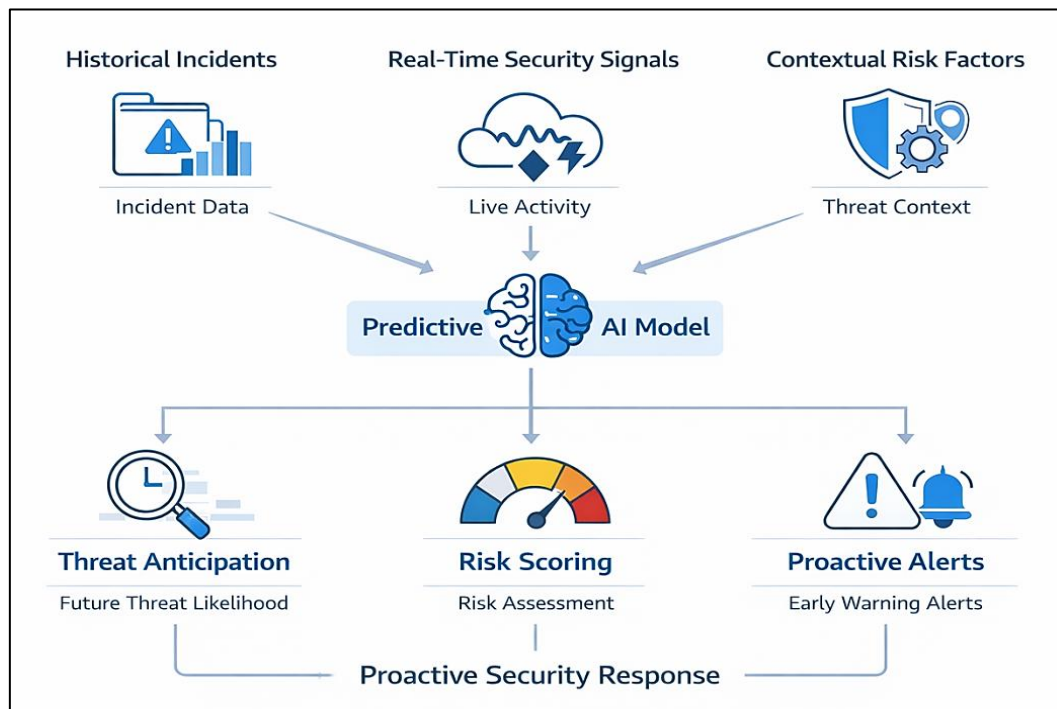 Historical Incidents
Real-Time Security Signals
Contextual Risk Factors
Incident Data
Live Activity
Threat Context
Predictive AI Model
Threat Anticipation
Risk Scoring
Proactive Alerts
Future Threat Likelihood
Risk Assessment
Early Warning Alerts
Proactive Security Response